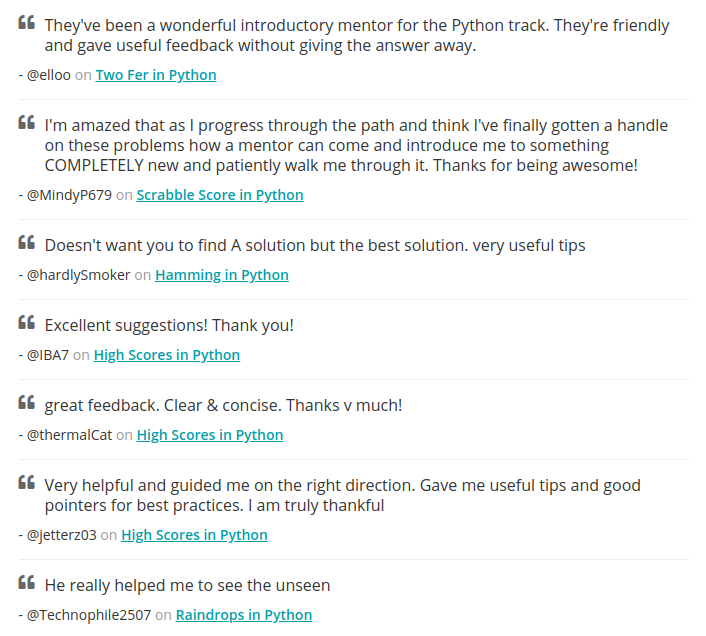 They've been a wonderful introductory mentor for the Python track. They're friendly
and gave useful feedback without giving the answer away.
- @elloo on Two Fer in Python
I'm amazed that as I progress through the path and think I've finally gotten a handle
on these problems how a mentor can come and introduce me to something
COMPLETELY new and patiently walk me through it. Thanks for being awesome!
- @MindyP679 on Scrabble Score in Python
Doesn't want you to find A solution but the best solution. very useful tips
- @hardlySmoker on Hamming in Python
Excellent suggestions! Thank you!
- @IBA7 on High Scores in Python
great feedback. Clear & concise. Thanks v much!
- @thermalCat on High Scores in Python
Very helpful and guided me on the right direction. Gave me useful tips and good
pointers for best practices. I am truly thankful
- @jetterz03 on High Scores in Python
He really helped me to see the unseen
- @Technophile2507 on Raindrops in Python